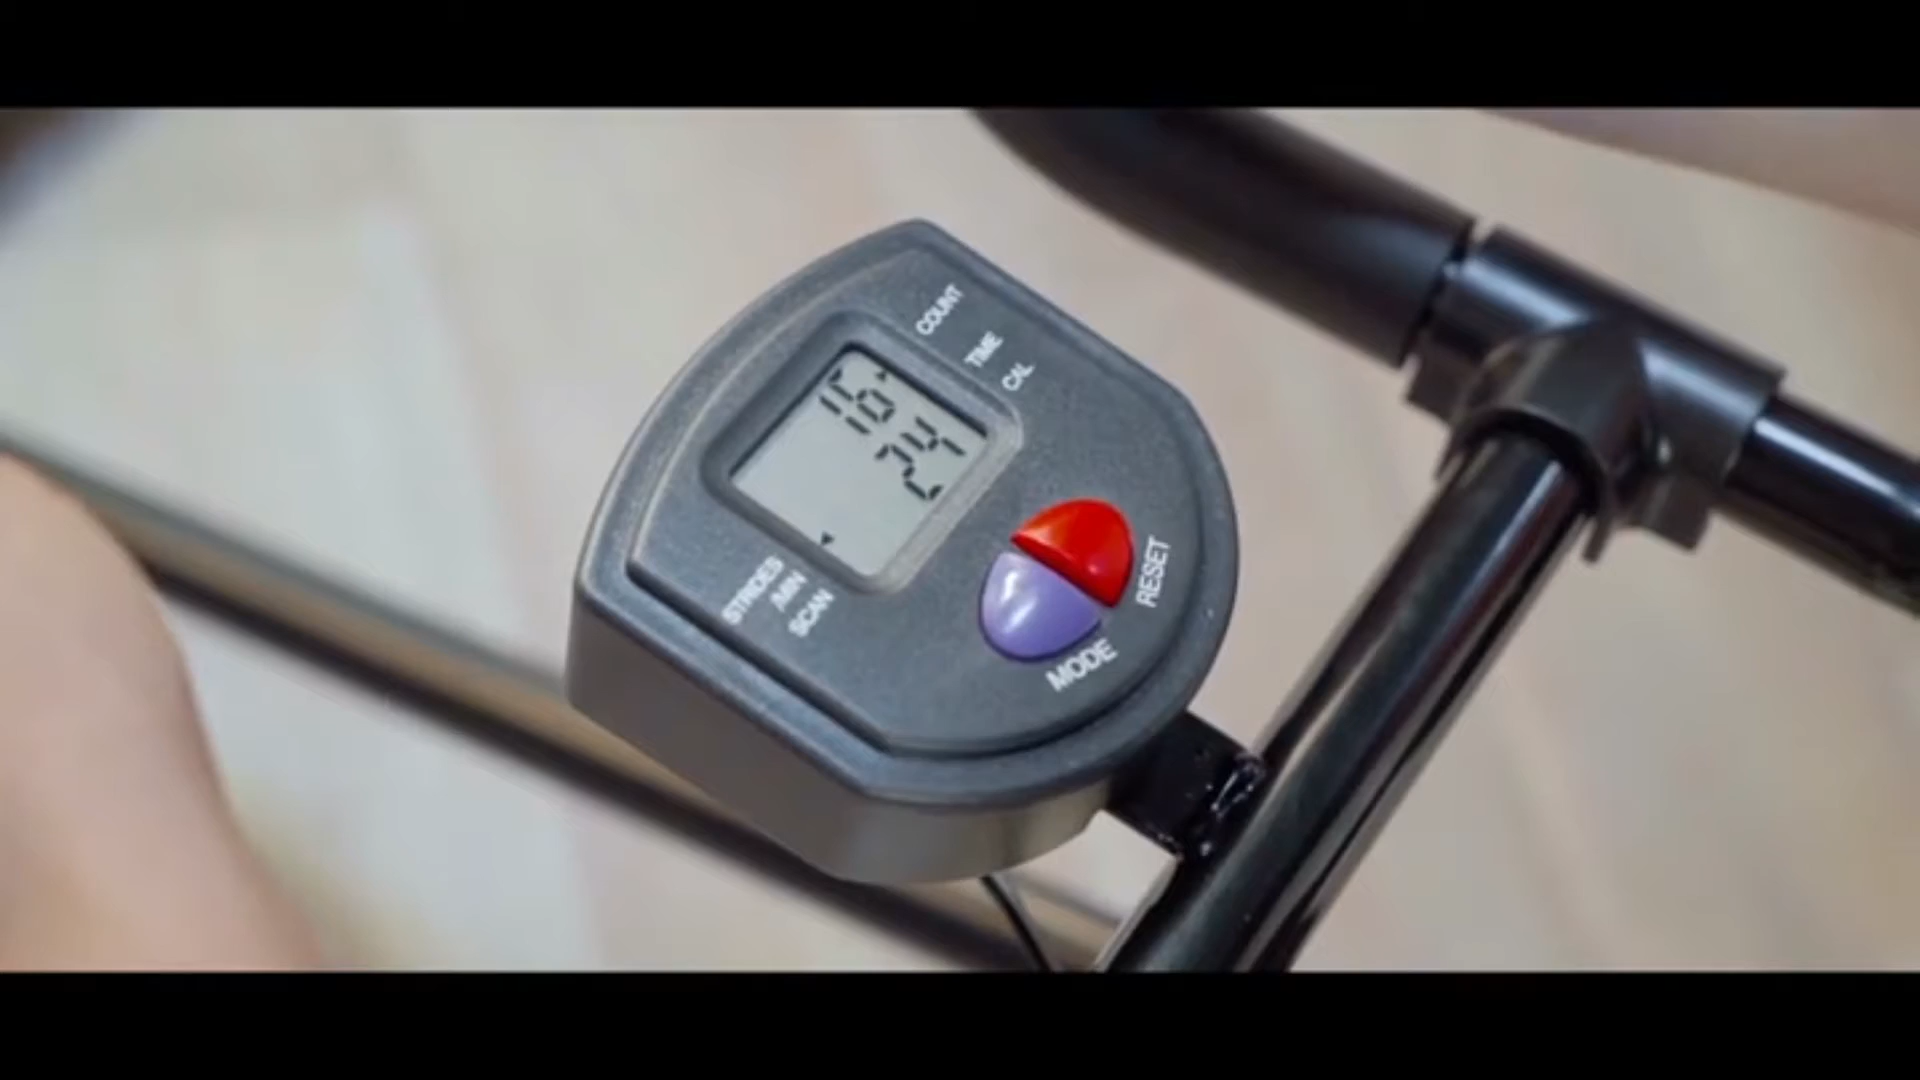 COUNT
TIME
CAL
16
24
STRIDES
/MIN
SCAN
RESET
MODE